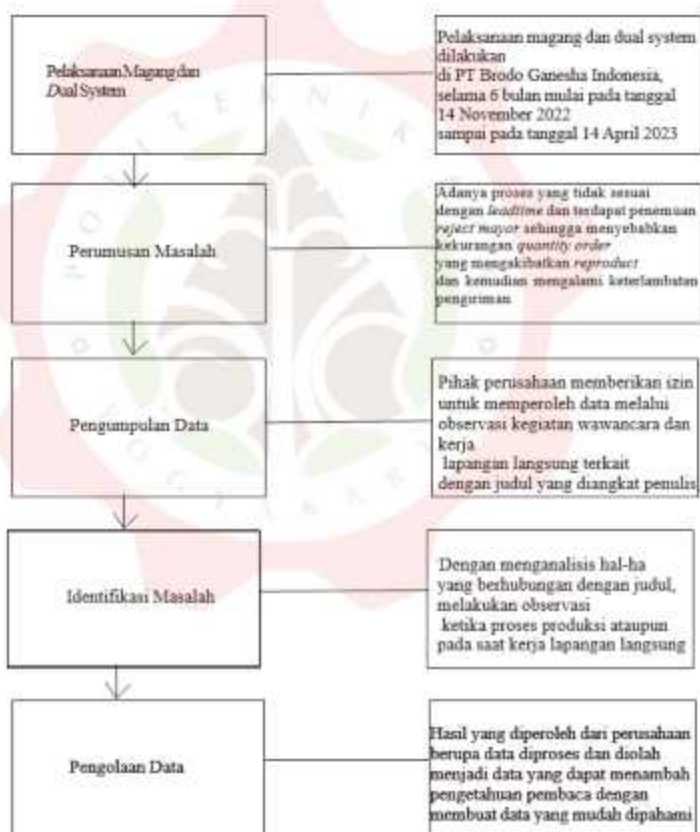 Pelaksanaan Magang dan
Dual System
Pelaksanaan magang dan dual system
dilakukan
di PT Brodo Ganesha Indonesia,
selama 6 bulan mulai pada tanggal
14 November 2022
sampai pada tanggal 14 April 2023
Perumusan Masalah
Adanya proses yang tidak sesuai
dengan leadtime dan terdapat penemuan
reject mayor sehingga menyebabkan
kekurangan quantity order
yang mengakibatkan reproduct
dan kemudian mengalami keterlambatan
pengiriman
Pengumpulan Data
Pihak perusahaan memberikan izin
untuk memperoleh data melalui
observasi kegiatan wawancara dan
kerja
lapangan langsung terkait
dengan judul yang diangkat penulis
Identifikasi Masalah
Dengan menganalisis hal-ha
yang berhubungan dengan judul,
melakukan observasi
ketika proses produksi ataupun
pada saat kerja lapangan langsung
Pengolaan Data
Hasil yang diperoleh dari perusahaan
berupa data diproses dan diolah
menjadi data yang dapat menambah
pengetahuan pembaca dengan
membuat data yang mudah dipahami
POLITEKNIK
YOGYAKARTA